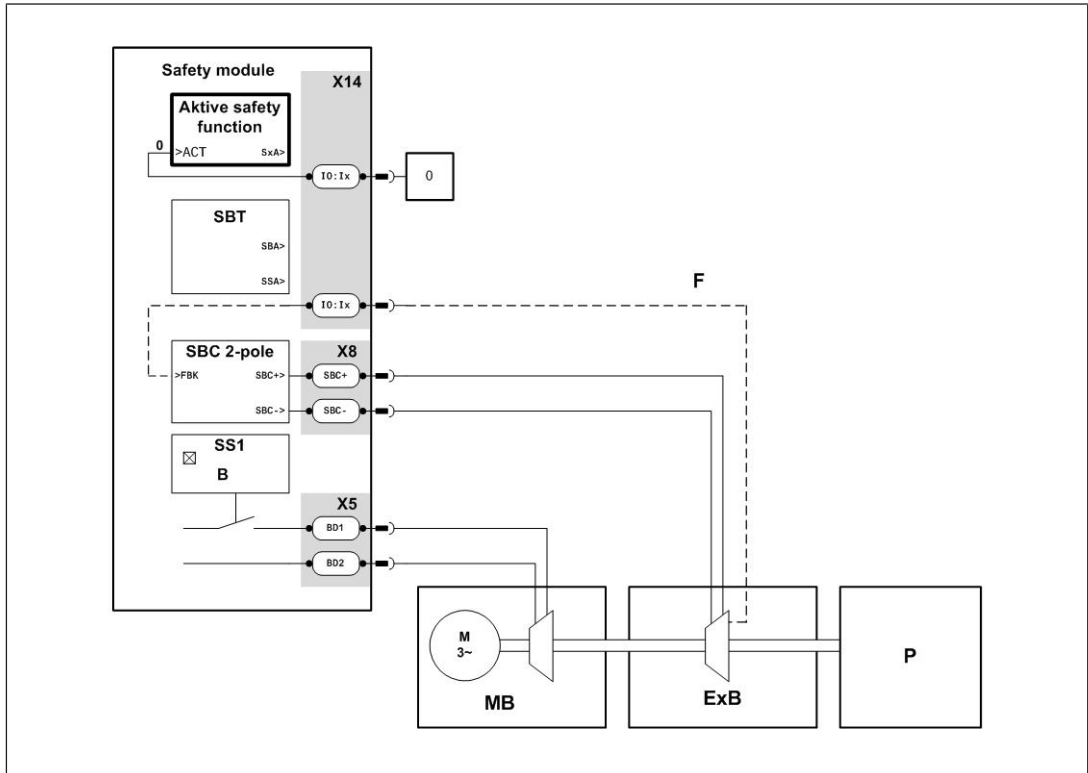 Safety module
X14
Aktive safety
function
0
>ACT SxA>
IO:Ix
0
SBT
SBA>
SSA>
F
IO:Ix
SBC 2-pole
X8
>FBK SBC+>
SBC+
SBC->
SBC-
SS1
B
X5
BD1
BD2
M
3~
P
MB
ExB